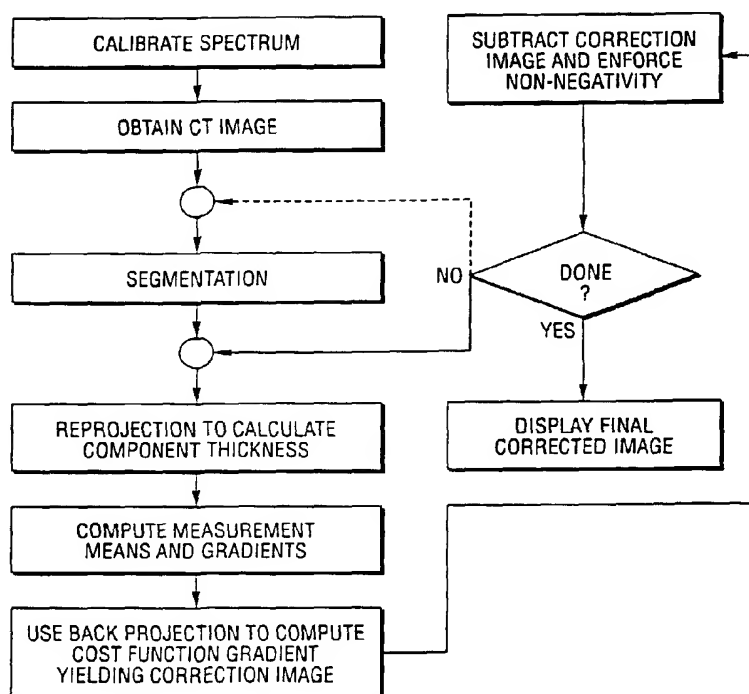 CALIBRATE SPECTRUM
OBTAIN CT IMAGE
SEGMENTATION
REPROJECTION TO CALCULATE
COMPONENT THICKNESS
COMPUTE MEASUREMENT
MEANS AND GRADIENTS
USE BACK PROJECTION TO COMPUTE
COST FUNCTION GRADIENT
YIELDING CORRECTION IMAGE
SUBTRACT CORRECTION
IMAGE AND ENFORCE
NON-NEGATIVITY
DONE
?
NO
YES
DISPLAY FINAL
CORRECTED IMAGE